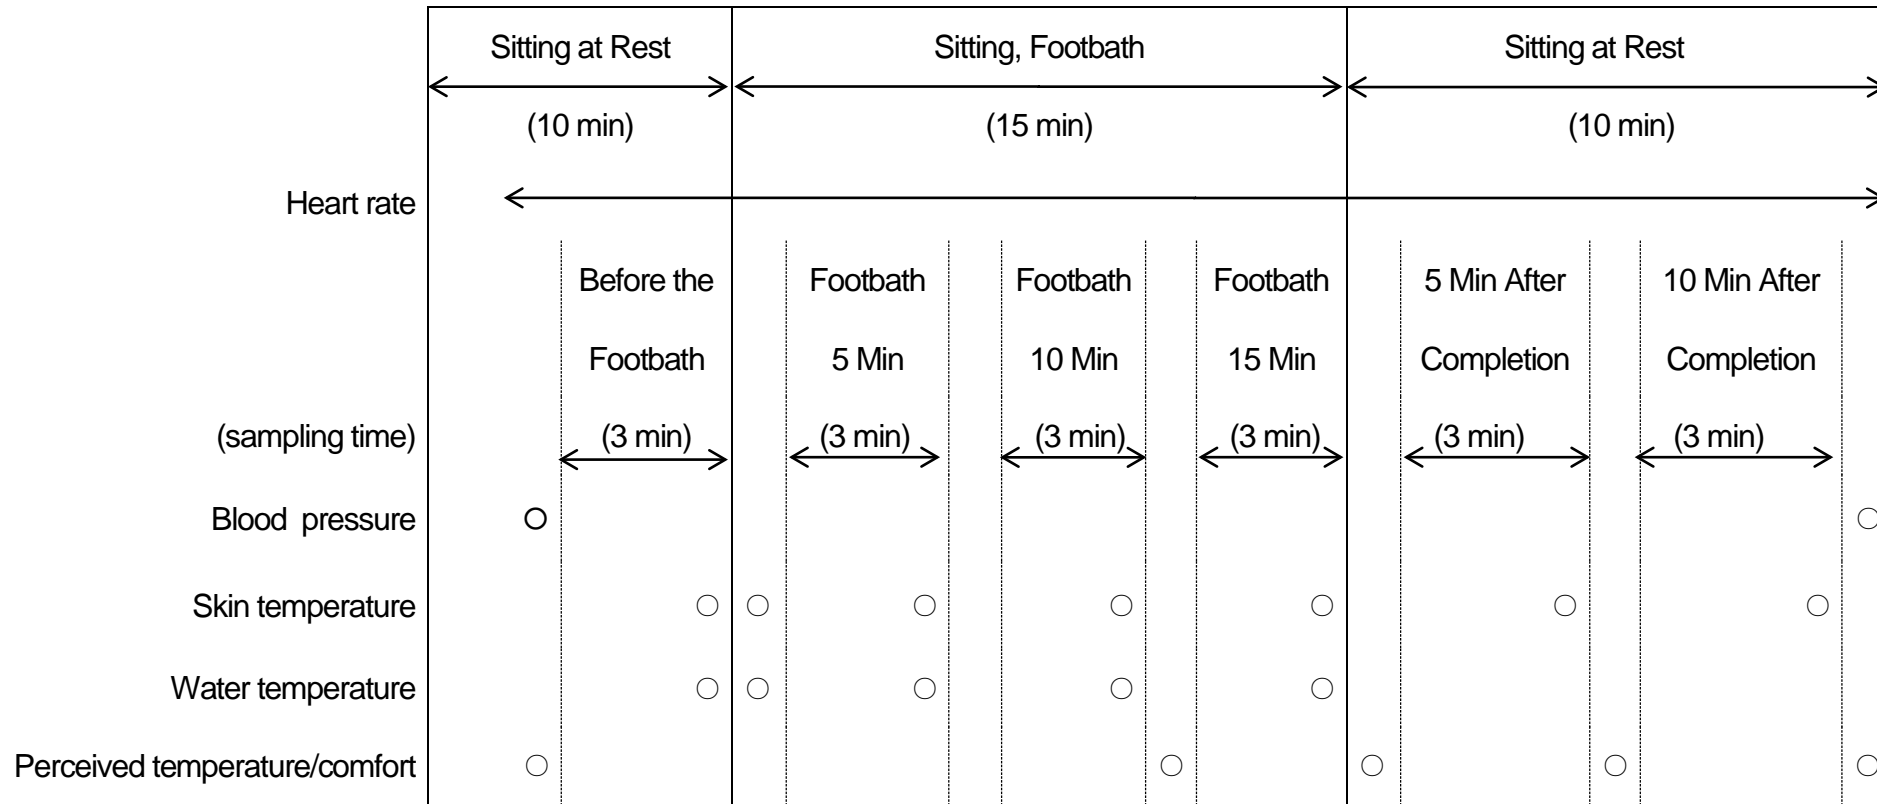 Sitting at Rest Sitting, Footbath Sitting at Rest
(10 min) (15 min) (10 min)
Heart rate
Before the Footbath Footbath Footbath 5 Min After 10 Min After
Footbath 5 Min 10 Min 15 Min Completion Completion
(sampling time) (3 min) (3 min) (3 min) (3 min) (3 min) (3 min)
Blood pressure
Skin temperature
Water temperature
Perceived temperature/comfort